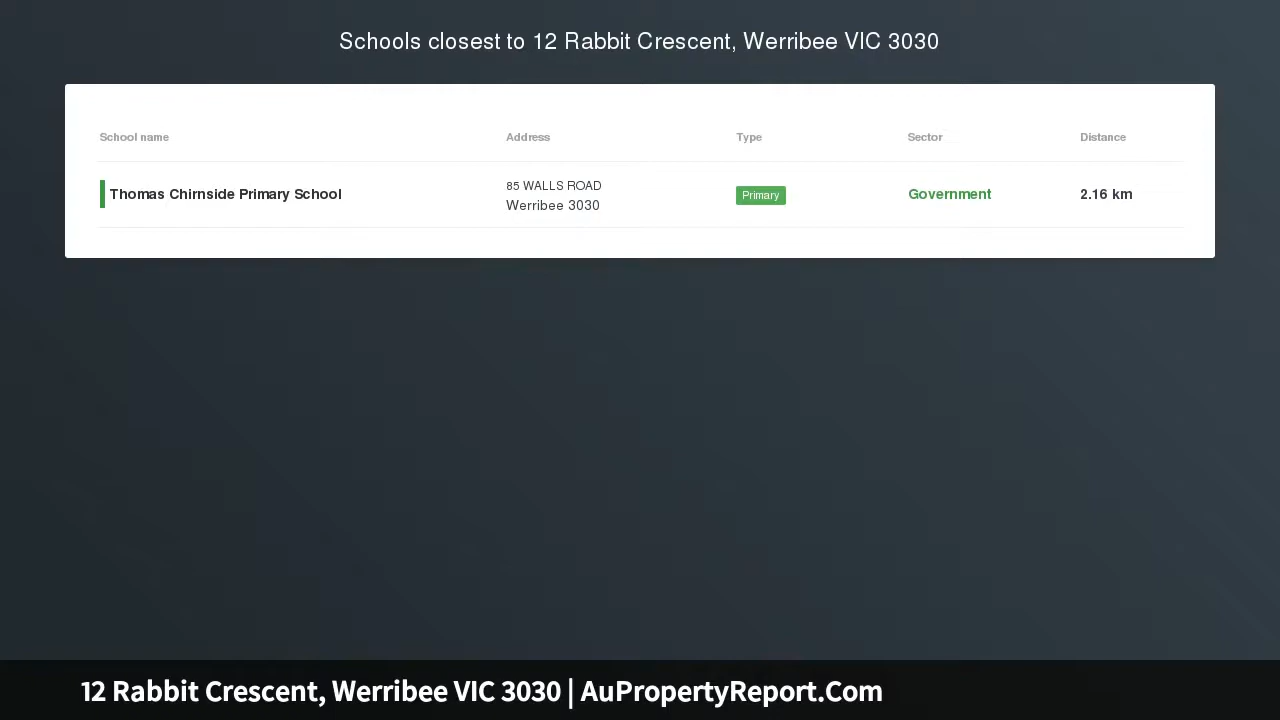 Schools closest to 12 Rabbit Crescent, Werribee VIC 3030
School name Address Type Sector Distance
Thomas Chirnside Primary School 85 WALLS ROAD Primary Government 2.16 km
Werribee 3030
12 Rabbit Crescent, Werribee VIC 3030 | AuPropertyReport.Com